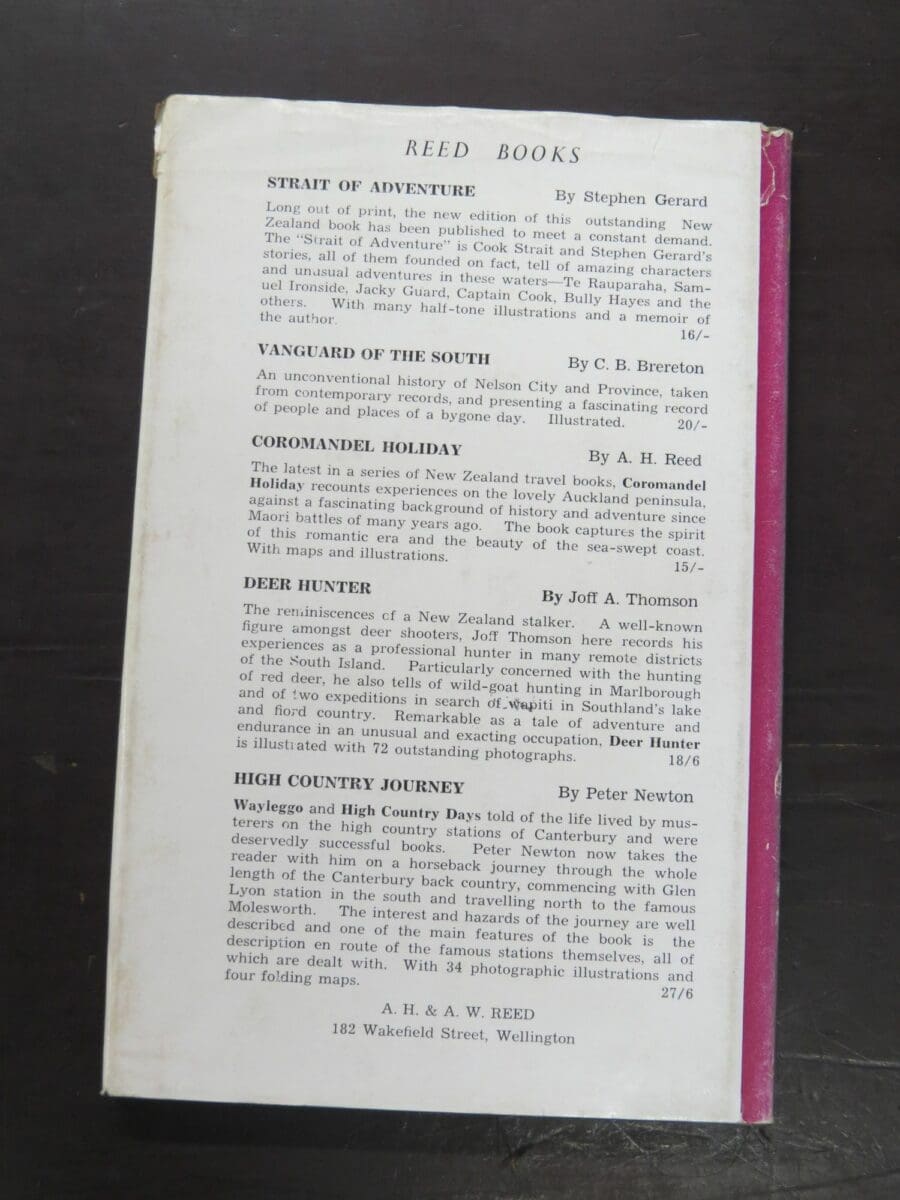 REED BOOKS
STRAIT OF ADVENTURE By Stephen Gerard
Long out of print, the new edition of this outstanding New
Zealand book has been published to meet a constant demand.
The "Strait of Adventure" is Cook Strait and Stephen Gerard's
stories, all of them founded on fact, tell of amazing characters
and unusual adventures in these waters—Te Rauparaha, Sam-
uel Ironside, Jacky Guard, Captain Cook, Bully Hayes and the
others. With many half-tone illustrations and a memoir of
the author. 16/-
VANGUARD OF THE SOUTH By C. B. Brereton
An unconventional history of Nelson City and Province, taken
from contemporary records, and presenting a fascinating record
of people and places of a bygone day. Illustrated. 20/-
COROMANDEL HOLIDAY By A. H. Reed
The latest in a series of New Zealand travel books, Coromandel
Holiday recounts experiences on the lovely Auckland peninsula,
against a fascinating background of history and adventure since
Maori battles of many years ago. The book captures the spirit
of this romantic era and the beauty of the sea-swept coast.
With maps and illustrations. 15/-
DEER HUNTER By Joff A. Thomson
The reminiscences of a New Zealand stalker. A well-known
figure amongst deer shooters, Joff Thomson here records his
experiences as a professional hunter in many remote districts
of the South Island. Particularly concerned with the hunting
of red deer, he also tells of wild-goat hunting in Marlborough
and of two expeditions in search of wapiti in Southland's lake
and fiord country. Remarkable as a tale of adventure and
endurance in an unusual and exacting occupation, Deer Hunter
is illustrated with 72 outstanding photographs. 18/6
HIGH COUNTRY JOURNEY By Peter Newton
Wayleggo and High Country Days told of the life lived by mus-
terers on the high country stations of Canterbury and were
deservedly successful books. Peter Newton now takes the
reader with him on a horseback journey through the whole
length of the Canterbury back country, commencing with Glen
Lyon station in the south and travelling north to the famous
Molesworth. The interest and hazards of the journey are well
described and one of the main features of the book is the
description en route of the famous stations themselves, all of
which are dealt with. With 34 photographic illustrations and
four folding maps. 27/6
A. H. & A. W. REED
182 Wakefield Street, Wellington